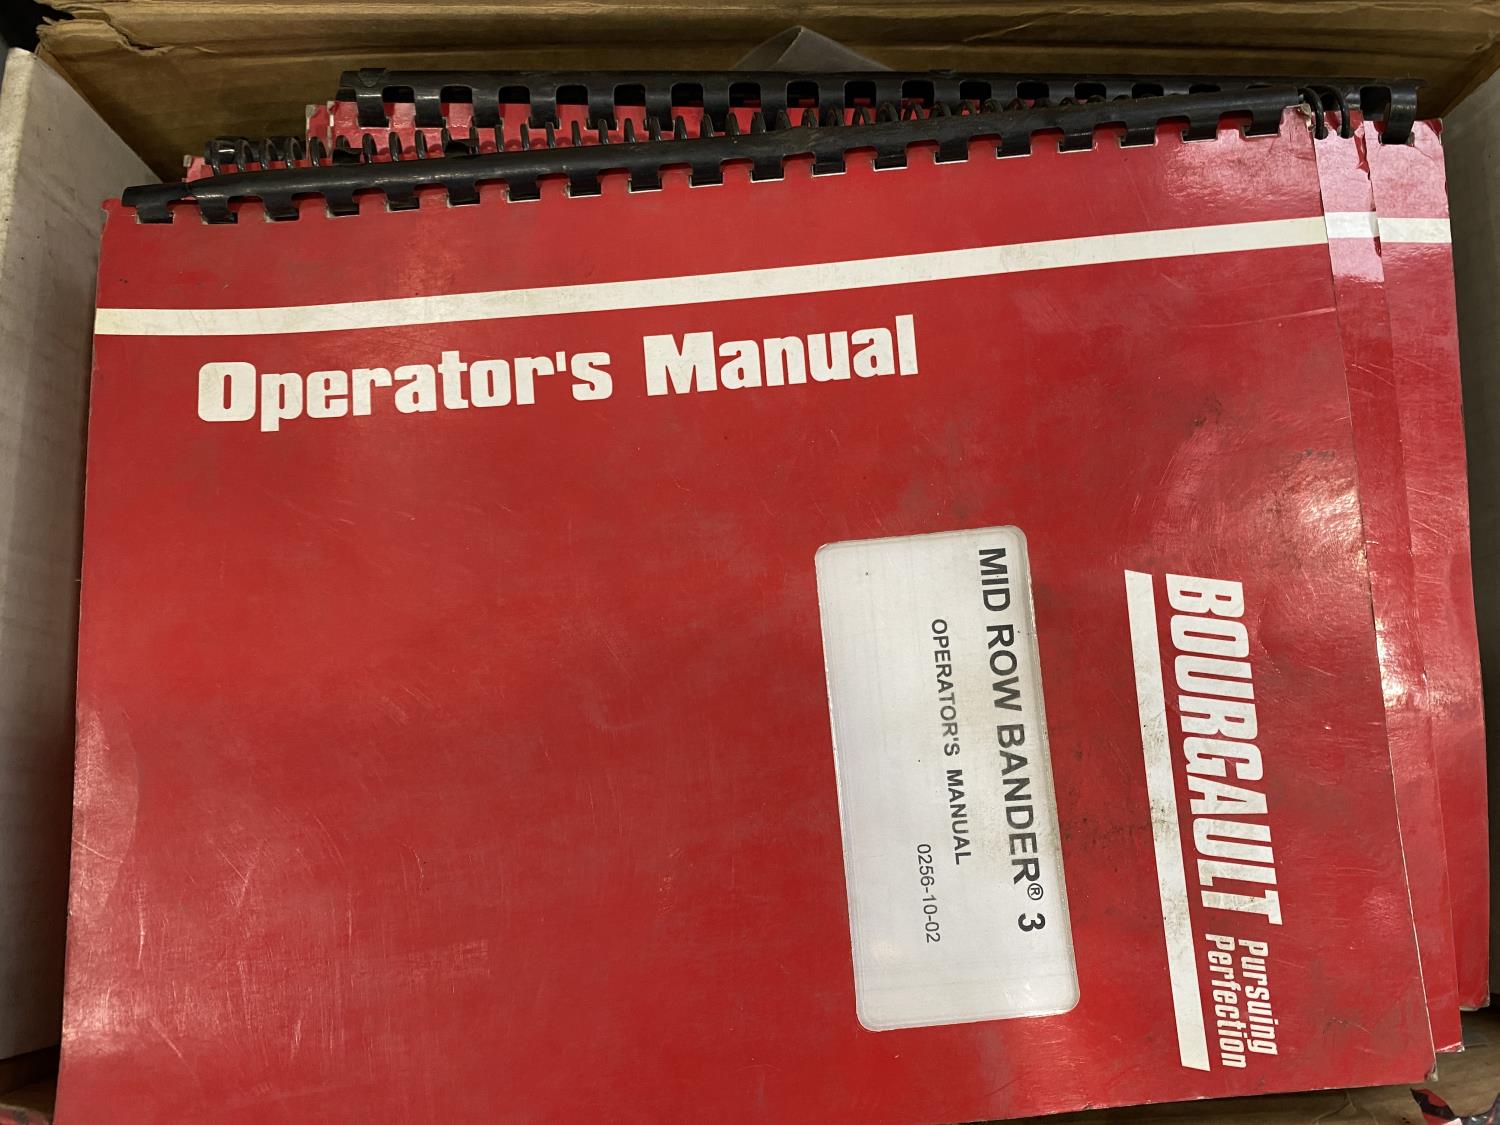 Operator's Manual
MID ROW BANDER® 3
OPERATOR'S MANUAL
0256-10-02
BOURGAULT
Pursuing
Perfection